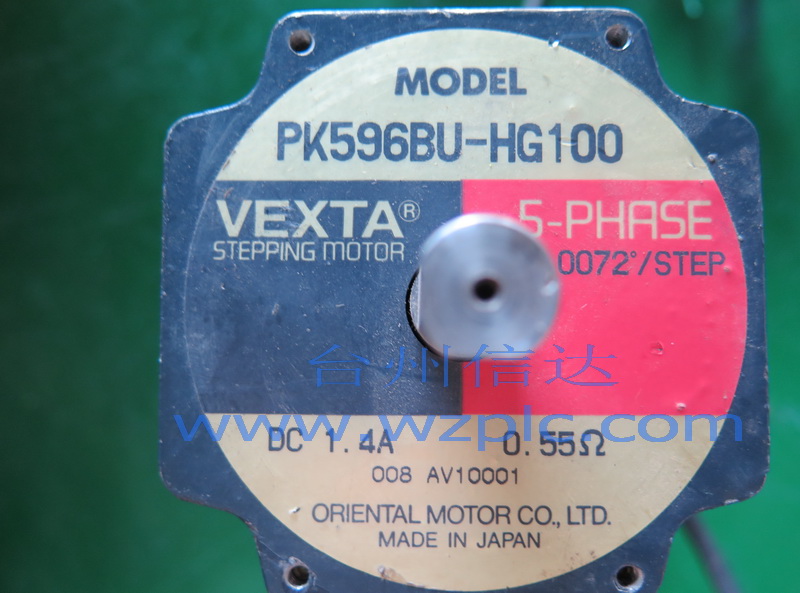 MODEL
PK596BU-HG100
VEXTA®
STEPPING MOTOR
5-PHASE
0072°/STEP
台州信达
www.wzplc.com
DC 1.4A 0.55Ω
008 AV10001
ORIENTAL MOTOR CO., LTD.
MADE IN JAPAN